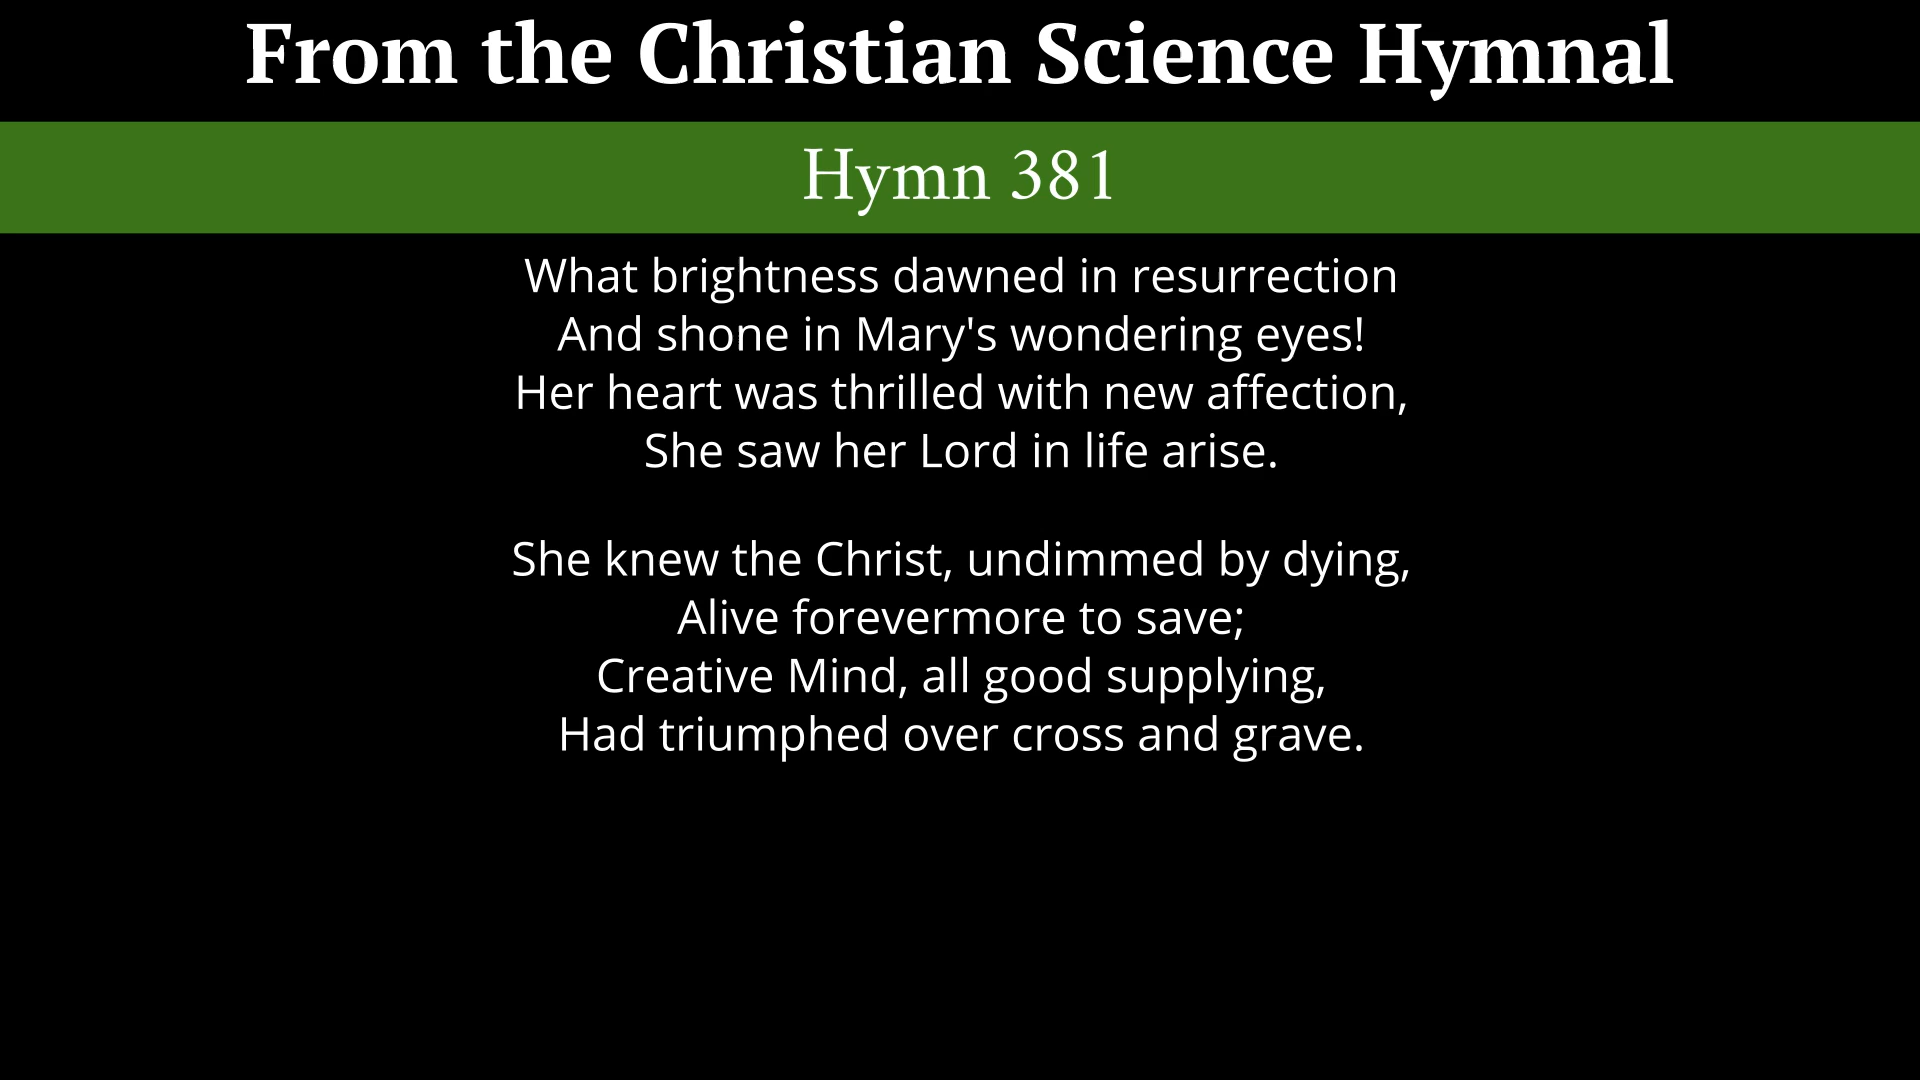 From the Christian Science Hymnal
Hymn 381
What brightness dawned in resurrection
And shone in Mary's wondering eyes!
Her heart was thrilled with new affection,
She saw her Lord in life arise.
She knew the Christ, undimmed by dying,
Alive forevermore to save;
Creative Mind, all good supplying,
Had triumphed over cross and grave.